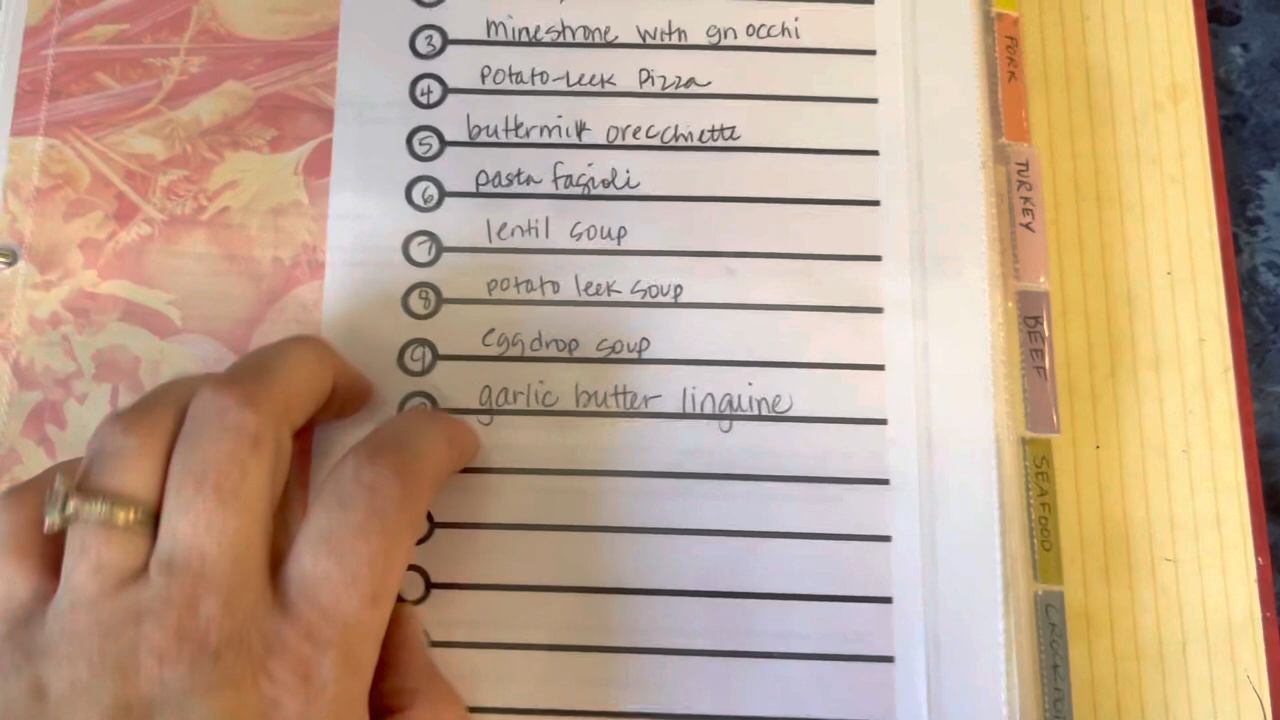 3 minestrone with gnocchi
4 potato-leek pizza
5 buttermilk orecchiette
6 pasta fagioli
7 lentil soup
8 potato leek soup
9 eggdrop soup
garlic butter linguine
PORK
TURKEY
BEEF
SEAFOOD